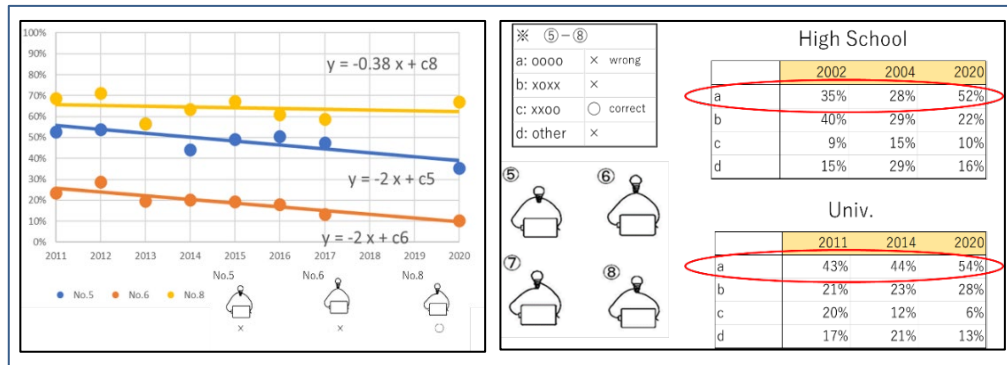 100%
90%
80%
70%
60%
50%
40%
30%
20%
10%
0%
y = -0.38 x + c8
y = -2 x + c5
y = -2 x + c6
2011 2012 2013 2014 2015 2016 2017 2018 2019 2020
No.5 No.6 No.8
No.5 No.6 No.8
× × ○
※ ⑤-⑧
a: oooo × wrong
b: xoxx ×
c: xxoo ○ correct
d: other ×
⑤ ⑥
⑦ ⑧
High School
2002 2004 2020
a 35% 28% 52%
b 40% 29% 22%
c 9% 15% 10%
d 15% 29% 16%
Univ.
2011 2014 2020
a 43% 44% 54%
b 21% 23% 28%
c 20% 12% 6%
d 17% 21% 13%